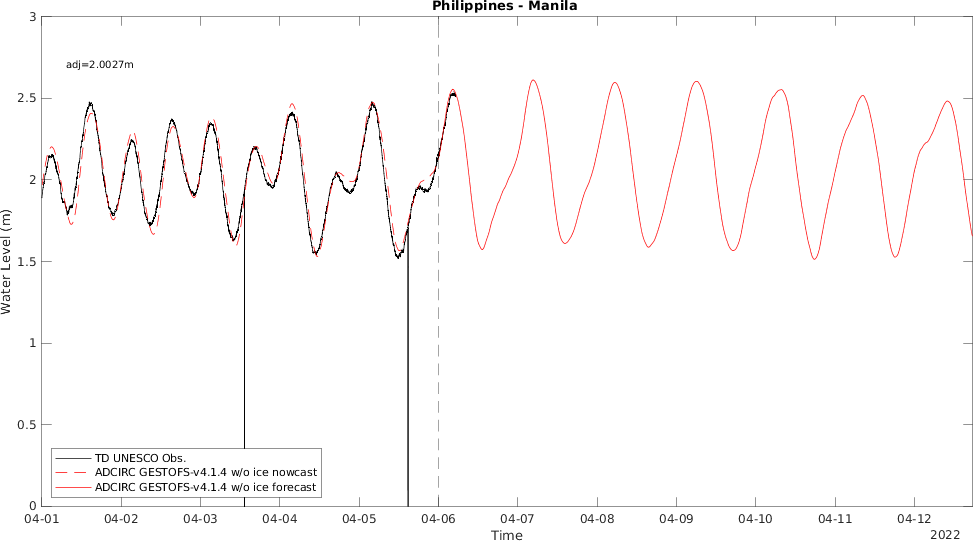 Philippines - Manila
3
adj=2.0027m
2.5
2
1.5
1
0.5
0
Water Level (m)
TD UNESCO Obs.
ADCIRC GESTOFS-v4.1.4 w/o ice nowcast
ADCIRC GESTOFS-v4.1.4 w/o ice forecast
04-01 04-02 04-03 04-04 04-05 04-06 04-07 04-08 04-09 04-10 04-11 04-12
Time
2022